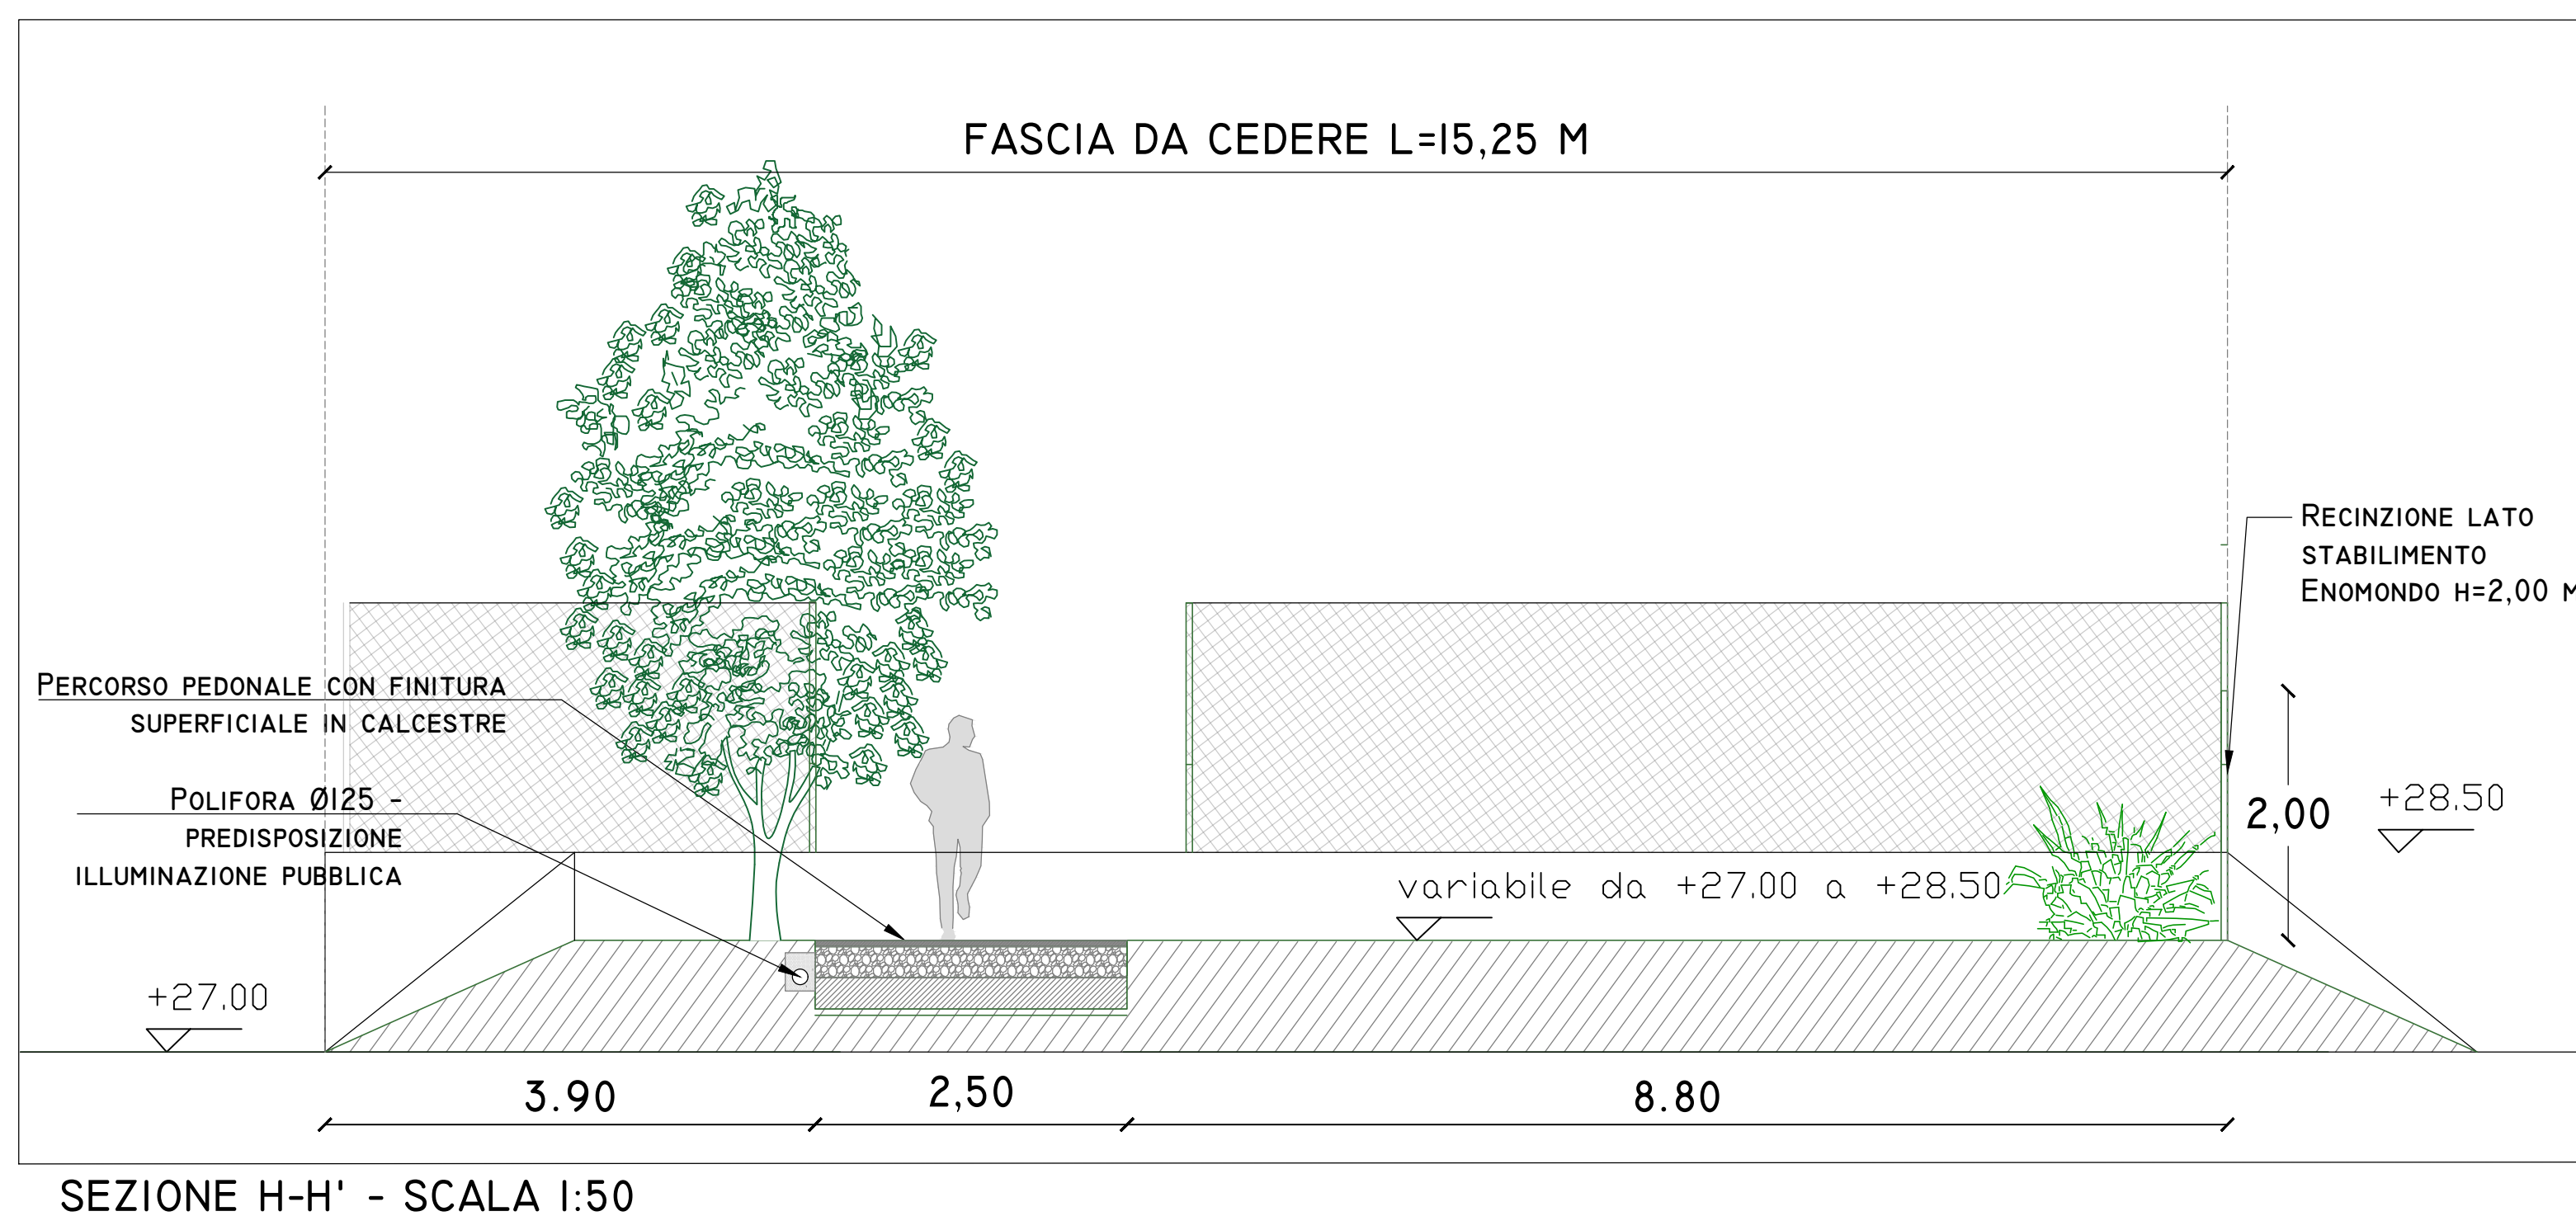 FASCIA DA CEDERE L=15,25 M
RECINZIONE LATO
STABILIMENTO
ENOMONDO H=2,00 M
PERCORSO PEDONALE CON FINITURA
SUPERFICIALE IN CALCESTRE
POLIFORA Ø125 -
PREDISPOSIZIONE
ILLUMINAZIONE PUBBLICA
2,00
+28.50
variabile da +27.00 a +28.50
+27.00
3.90
2,50
8.80
SEZIONE H-H' - SCALA 1:50